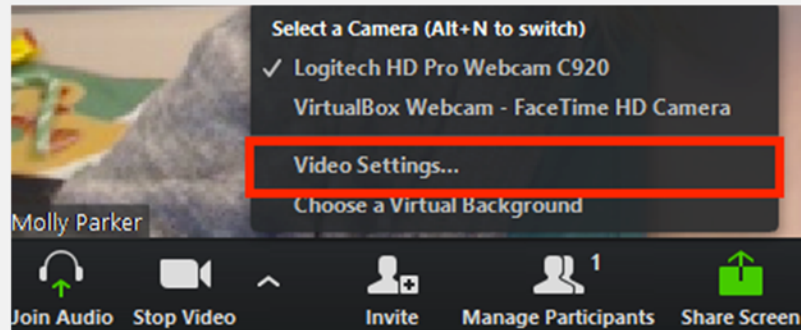 Select a Camera (Alt+N to switch)
✓ Logitech HD Pro Webcam C920
VirtualBox Webcam - FaceTime HD Camera
Video Settings...
Choose a Virtual Background
Molly Parker
1
Join Audio Stop Video Invite Manage Participants Share Screen